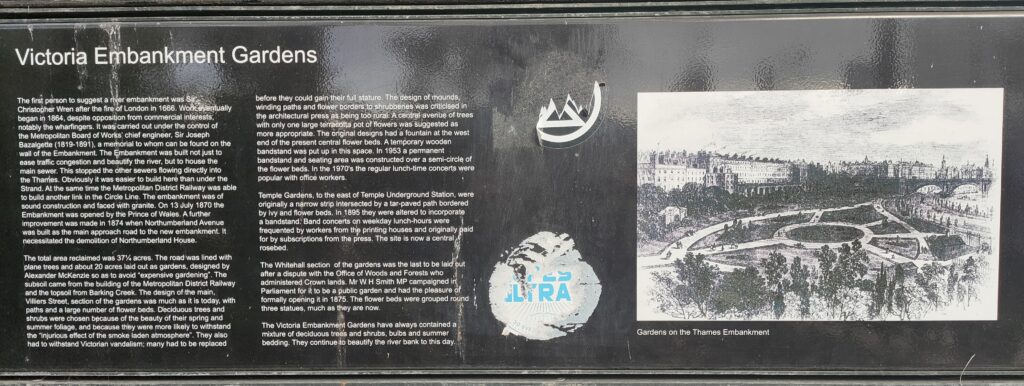 Victoria Embankment Gardens
The first person to suggest a river embankment was Sir
Christopher Wren after the fire of London in 1666. Work eventually
began in 1864, despite opposition from commercial interests,
notably the wharfingers. It was carried out under the control of
the Metropolitan Board of Works' chief engineer, Sir Joseph
Bazalgette (1819-1891), a memorial to whom can be found on the
wall of the Embankment. The Embankment was built not just to
ease traffic congestion and beautify the river, but to house the
main sewer. This stopped the other sewers flowing directly into
the Thames. Obviously it was easier to build here than under the
Strand. At the same time the Metropolitan District Railway was able
to build another link in the Circle Line. The embankment was of
sound construction and faced with granite. On 13 July 1870 the
Embankment was opened by the Prince of Wales. A further
improvement was made in 1874 when Northumberland Avenue
was built as the main approach road to the new embankment. It
necessitated the demolition of Northumberland House.
The total area reclaimed was 37¼ acres. The road was lined with
plane trees and about 20 acres laid out as gardens, designed by
Alexander McKenzie so as to avoid "expensive gardening". The
subsoil came from the building of the Metropolitan District Railway
and the topsoil from Barking Creek. The design of the main,
Villiers Street, section of the gardens was much as it is today, with
paths and a large number of flower beds. Deciduous trees and
shrubs were chosen because of the beauty of their spring and
summer foliage, and because they were more likely to withstand
the "injurious effect of the smoke laden atmosphere". They also
had to withstand Victorian vandalism; many had to be replaced
before they could gain their full stature. The design of mounds,
winding paths and flower borders to shrubberies was criticised in
the architectural press as being too rural. A central avenue of trees
with only one large terracotta pot of flowers was suggested as
more appropriate. The original designs had a fountain at the west
end of the present central flower beds. A temporary wooden
bandstand was put up in this space. In 1953 a permanent
bandstand and seating area was constructed over a semi-circle of
the flower beds. In the 1970's the regular lunch-time concerts were
popular with office workers.
Temple Gardens, to the east of Temple Underground Station, were
originally a narrow strip intersected by a tar-paved path bordered
by ivy and flower beds. In 1895 they were altered to incorporate
a bandstand. Band concerts on weekday lunch-hours were
frequented by workers from the printing houses and originally paid
for by subscriptions from the press. The site is now a central
rosebed.
The Whitehall section of the gardens was the last to be laid out
after a dispute with the Office of Woods and Forests who
administered Crown lands. Mr W H Smith MP campaigned in
Parliament for it to be a public garden and had the pleasure of
formally opening it in 1875. The flower beds were grouped round
three statues, much as they are now.
The Victoria Embankment Gardens have always contained a
mixture of deciduous trees and shrubs, bulbs and summer
bedding. They continue to beautify the river bank to this day.
Gardens on the Thames Embankment